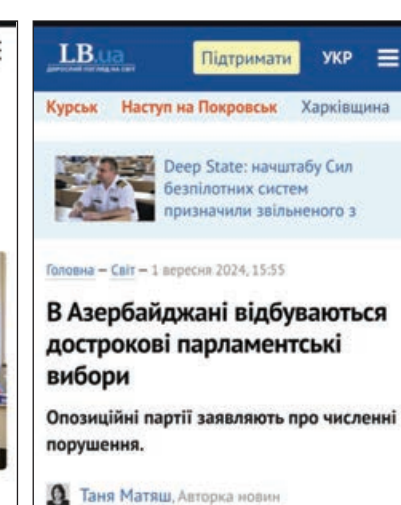 LB.ua
Підтримати
УКР
Курськ Наступ на Покровськ Харківщина
Deep State: начштабу Сил
безпілотних систем
призначили звільненого з
Головна – Світ – 1 вересня 2024, 15:55
В Азербайджані відбуваються
дострокові парламентські
вибори
Опозиційні партії заявляють про численні
порушення.
Таня Матяш, Авторка новин